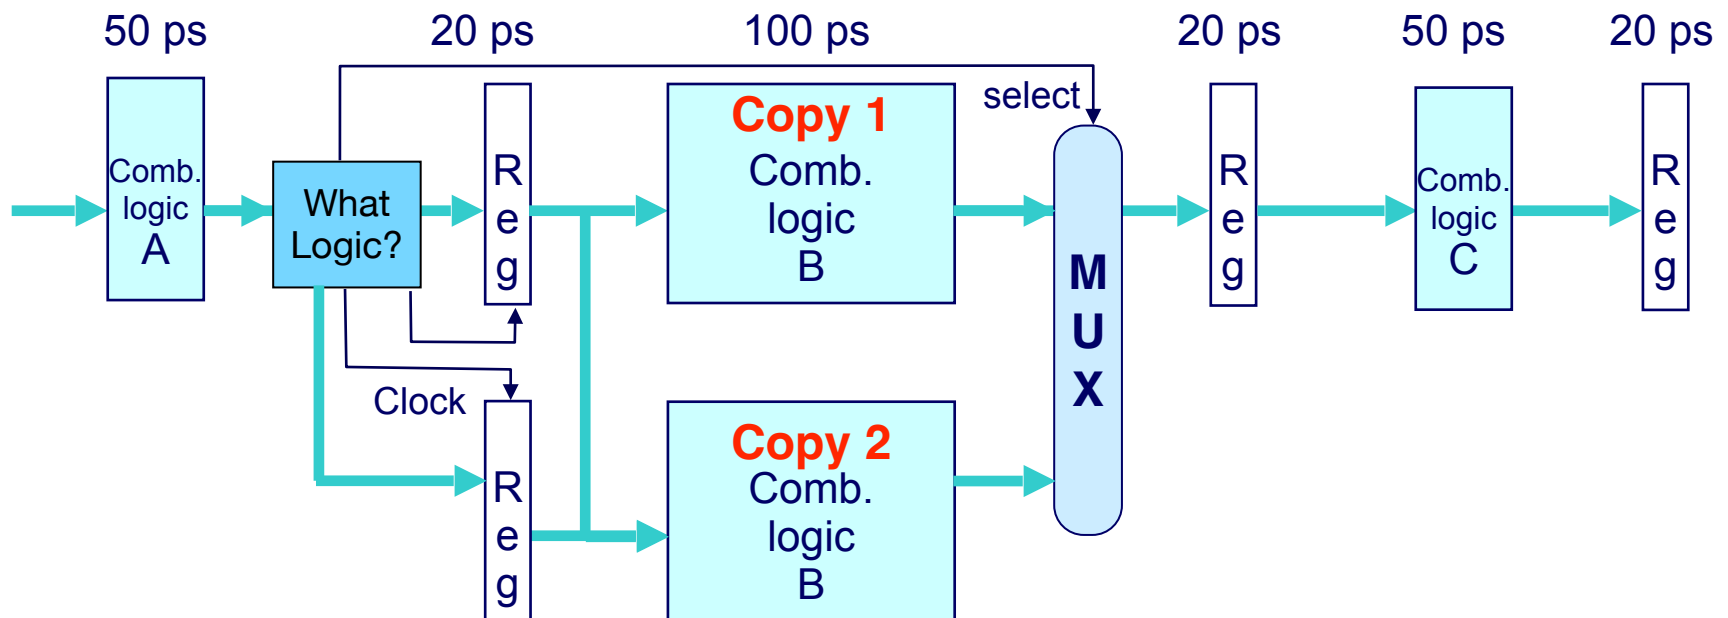 50 ps
20 ps
100 ps
20 ps
50 ps
20 ps
select
Comb.
logic
A
What
Logic?
R
e
g
Copy 1
Comb.
logic
B
M
U
X
R
e
g
Comb.
logic
C
R
e
g
Clock
R
e
g
Copy 2
Comb.
logic
B